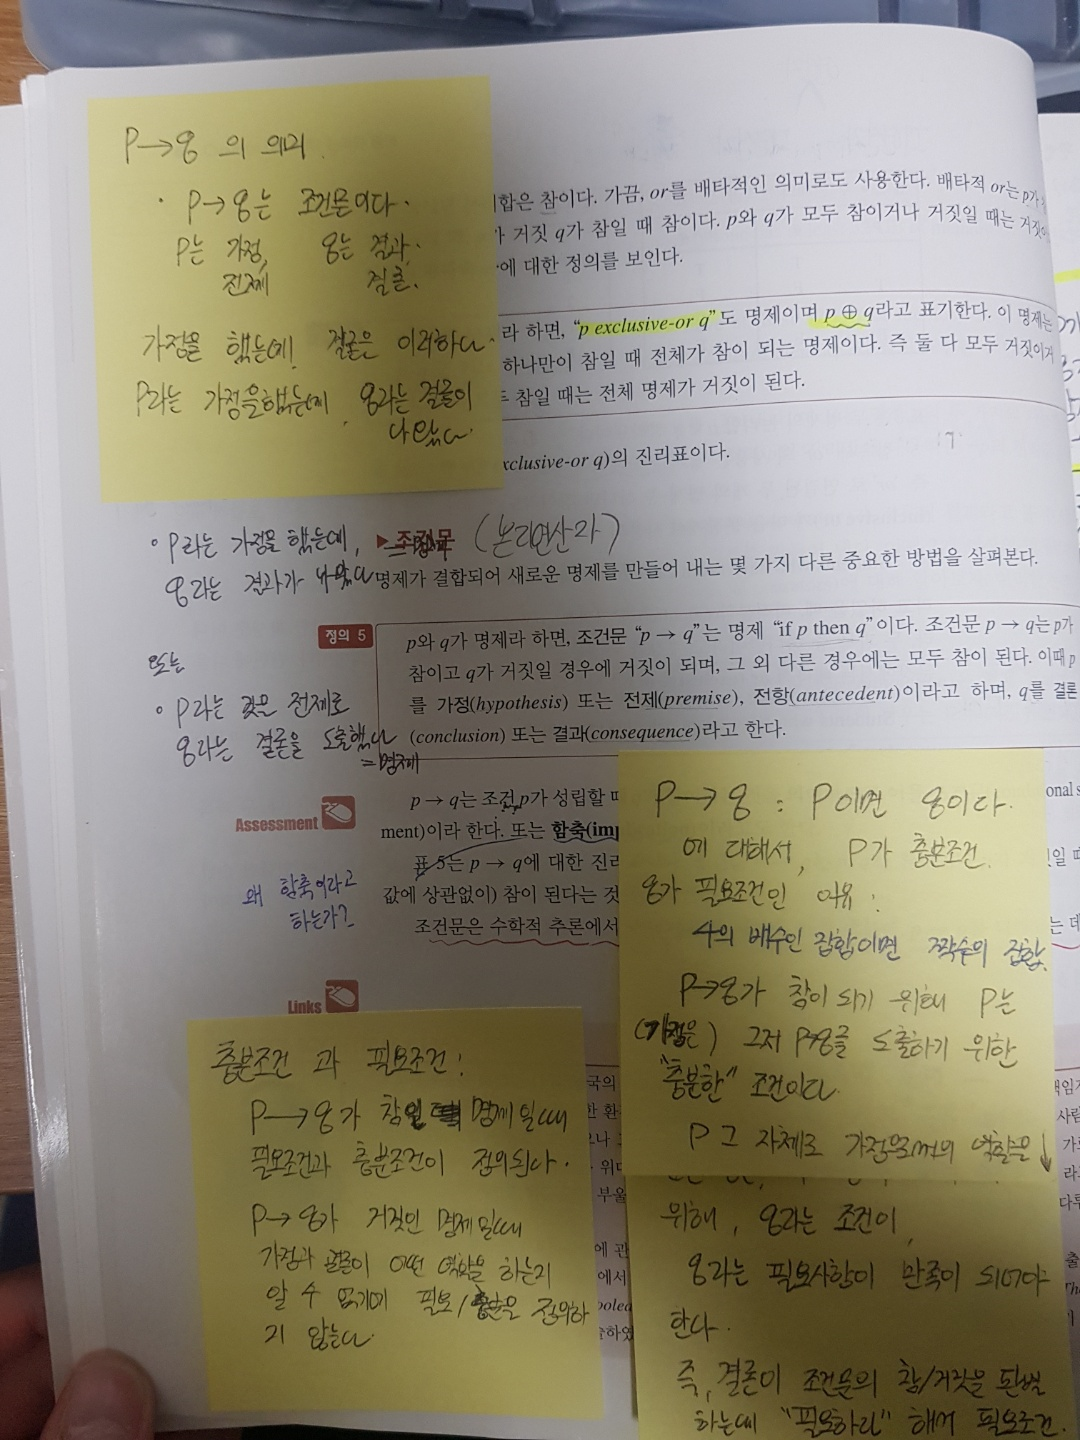 P→q 의 의미.
· P→q는 조건문이다.
P는 가정, q는 결과.
전제 결론.
가정을 했는데! 결론은 이러하다.
P라는 가정을했는데, q라는 결론이
나왔다.
합은 참이다. 가끔, or를 배타적인 의미로도 사용한다. 배타적 or는 p가
거짓 q가 참일 때 참이다. p와 q가 모두 참이거나 거짓일 때는 거짓
에 대한 정의를 보인다.
라 하면, “p exclusive-or q”도 명제이며 p ⊕ q라고 표기한다. 이 명제는
하나만이 참일 때 전체가 참이 되는 명제이다. 즉 둘 다 모두 거짓이거
참일 때는 전체 명제가 거짓이 된다.
xclusive-or q)의 진리표이다.
▶ 조건문 (논리연산자)
명제가 결합되어 새로운 명제를 만들어 내는 몇 가지 다른 중요한 방법을 살펴본다.
∘ P라는 가정을 했는데,
q라는 결과가 나왔다
= 명제
또는
∘ P라는 맞은 전제로
q라는 결론을 도출했다
= 명제
정의 5
p와 q가 명제라 하면, 조건문 “p → q”는 명제 “if p then q”이다. 조건문 p → q는 p가
참이고 q가 거짓일 경우에 거짓이 되며, 그 외 다른 경우에는 모두 참이 된다. 이때 p
를 가정(hypothesis) 또는 전제(premise), 전항(antecedent)이라고 하며, q를 결론
(conclusion) 또는 결과(consequence)라고 한다.
Assessment
p → q는 조건 p가 성립할 때
ment)이라 한다. 또는 함축(imp
표 5는 p → q에 대한 진리
값에 상관없이) 참이 된다는 것
조건문은 수학적 추론에서
왜 함축이라고
하는가?
Links
P→q : P이면 q이다.
에 대해서, P가 충분조건.
q가 필요조건인 이유 :
4의 배수인 집합이면 짝수의 집합.
P→q가 참이 되기 위해 P는
(가정은) 그저 P→q를 도출하기 위한
“충분한” 조건이다.
P 그 자체로 가정으로써의 역할은↓
위해, q라는 조건이,
q라는 필요사항이 만족이 되어야
한다.
즉, 결론이 조건문의 참/거짓을 판별
하는데 “필요하다” 해서 필요조건.
충분조건 과 필요조건 :
P→q가 참인 명제일때
필요조건과 충분조건이 정의된다.
P→q가 거짓인 명제일때
가정과 결론이 어떤 역할을 하는지
알 수 없기에 필요/충분을 정의하
지 않는다.